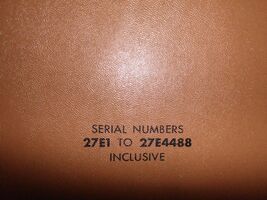 SERIAL NUMBERS
27E1 TO 27E4488
INCLUSIVE